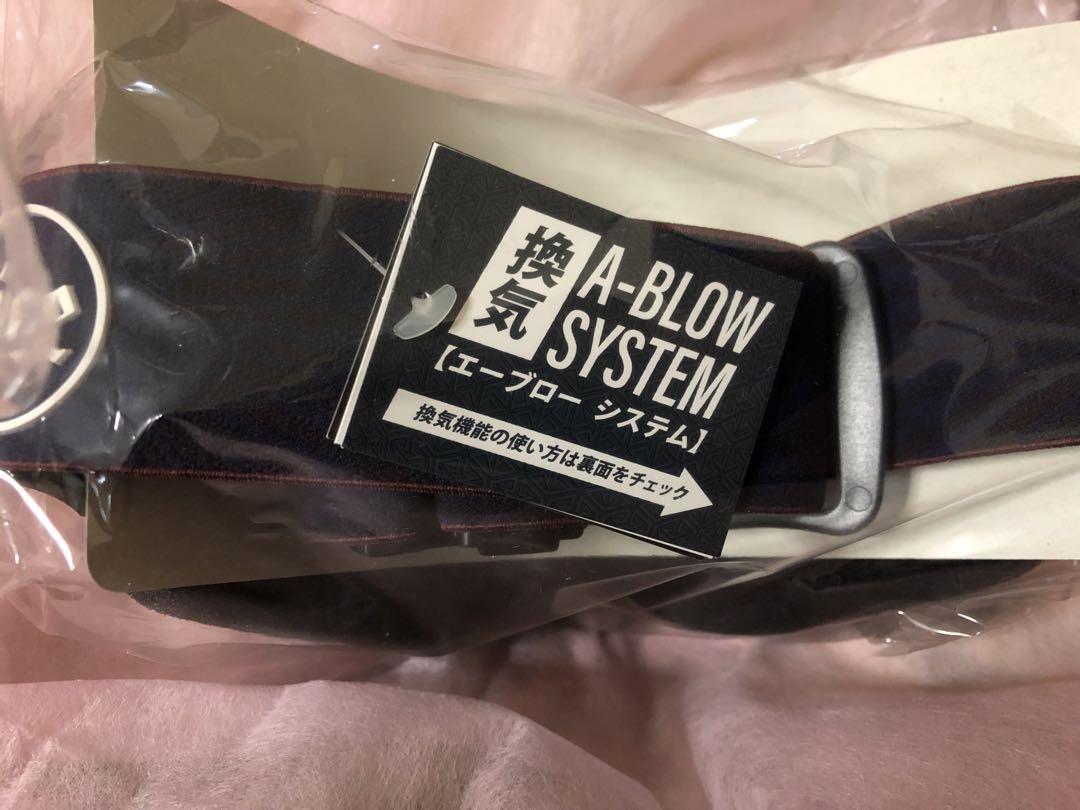 換気
A-BLOW
SYSTEM
【エーブロー システム】
換気機能の使い方は裏面をチェック